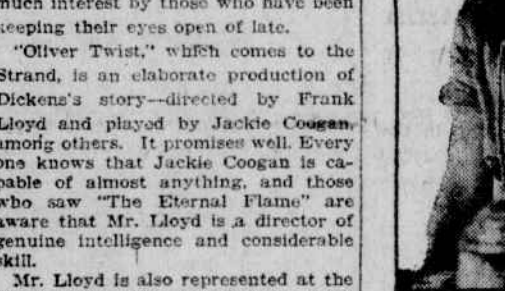 much interest by those who have been
keeping their eyes open of late.
"Oliver Twist," which comes to the
Strand, is an elaborate production of
Dickens's story—directed by Frank
Lloyd and played by Jackie Coogan,
among others. It promises well. Every
one knows that Jackie Coogan is ca-
pable of almost anything, and those
who saw "The Eternal Flame" are
aware that Mr. Lloyd is a director of
genuine intelligence and considerable
skill.
Mr. Lloyd is also represented at the